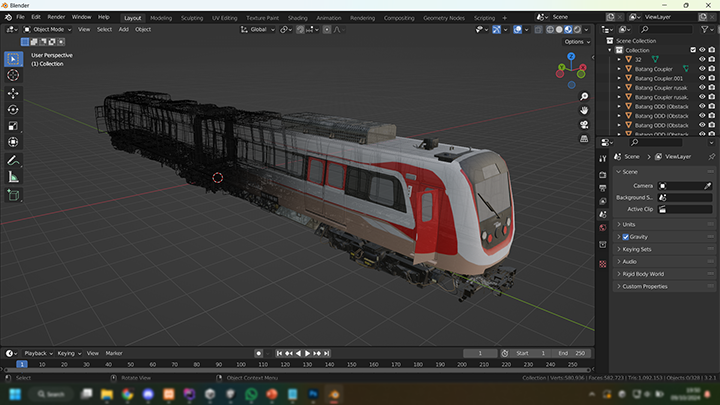 Blender
File Edit Render Window Help Layout Modeling Sculpting UV Editing Texture Paint Shading Animation Rendering Compositing Geometry Nodes Scripting + Scene ViewLayer
Object Mode View Select Add Object Global
Options
User Perspective
(1) Collection
Z
Y
X
Scene Collection
Collection
32
Batang Coupler
Batang Coupler.001
Batang Coupler rusak
Batang Coupler rusak.
Batang ODD (Obstack
Batang ODD (Obstack
Batang ODD (Obstack
Batang ODD (Obstack
Scene ViewLayer
Scene
Camera
Background S..
Active Clip
Units
Gravity
Keying Sets
Audio
Rigid Body World
Custom Properties
Playback Keying View Marker 1 Start 1 End 250
1 10 20 30 40 50 60 70 80 90 100 110 120 130 140 150 160 170 180 190 200 210 220 230 240 250
Select Rotate View Object Context Menu Collection | Verts:580,936 | Faces:582,723 | Tris:1,092,153 | Objects:0/328 | 3.2.1
Search